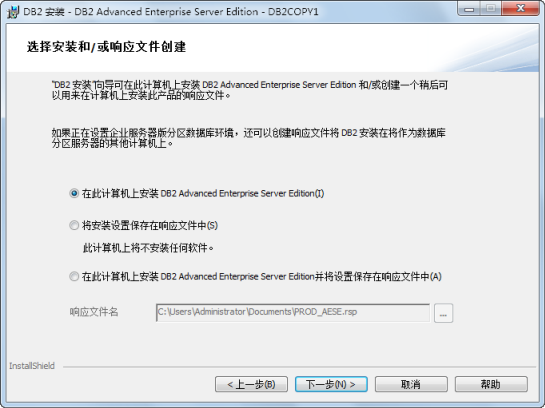 DB2 安装 - DB2 Advanced Enterprise Server Edition - DB2COPY1
选择安装和/或响应文件创建
"DB2 安装"向导可在此计算机上安装 DB2 Advanced Enterprise Server Edition 和/或创建一个稍后可
以用来在计算机上安装此产品的响应文件。
如果正在设置企业服务器版分区数据库环境，还可以创建响应文件将 DB2 安装在将作为数据库
分区服务器的其他计算机上。
在此计算机上安装 DB2 Advanced Enterprise Server Edition(I)
将安装设置保存在响应文件中(S)
此计算机上将不安装任何软件。
在此计算机上安装 DB2 Advanced Enterprise Server Edition并将设置保存在响应文件中(A)
响应文件名 C:\Users\Administrator\Documents\PROD_AESE.rsp ...
InstallShield
< 上一步(B) 下一步(N) > 取消 帮助